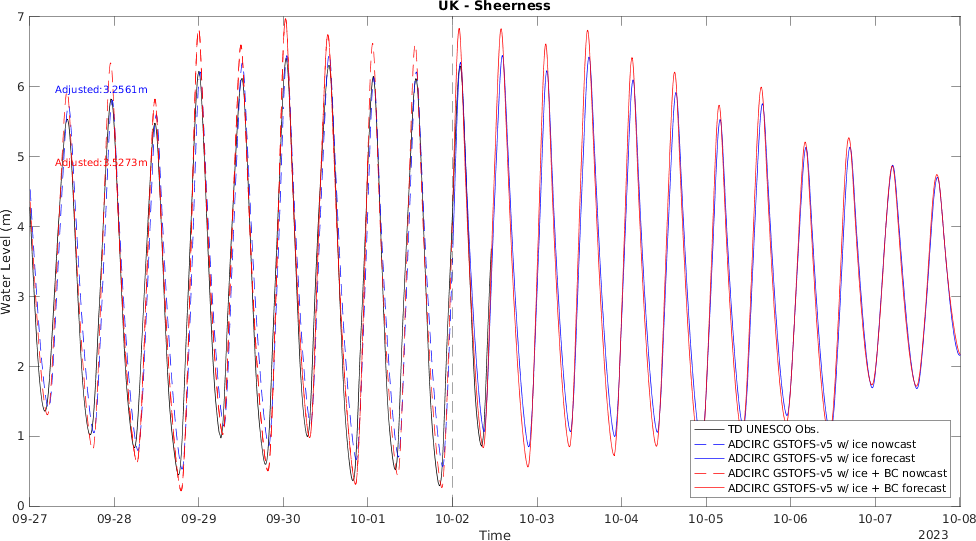 UK - Sheerness
7
6
5
4
3
2
1
0
Water Level (m)
Adjusted:3.2561m
Adjusted:3.5273m
TD UNESCO Obs.
ADCIRC GSTOFS-v5 w/ ice nowcast
ADCIRC GSTOFS-v5 w/ ice forecast
ADCIRC GSTOFS-v5 w/ ice + BC nowcast
ADCIRC GSTOFS-v5 w/ ice + BC forecast
09-27 09-28 09-29 09-30 10-01 10-02 10-03 10-04 10-05 10-06 10-07 10-08
Time
2023